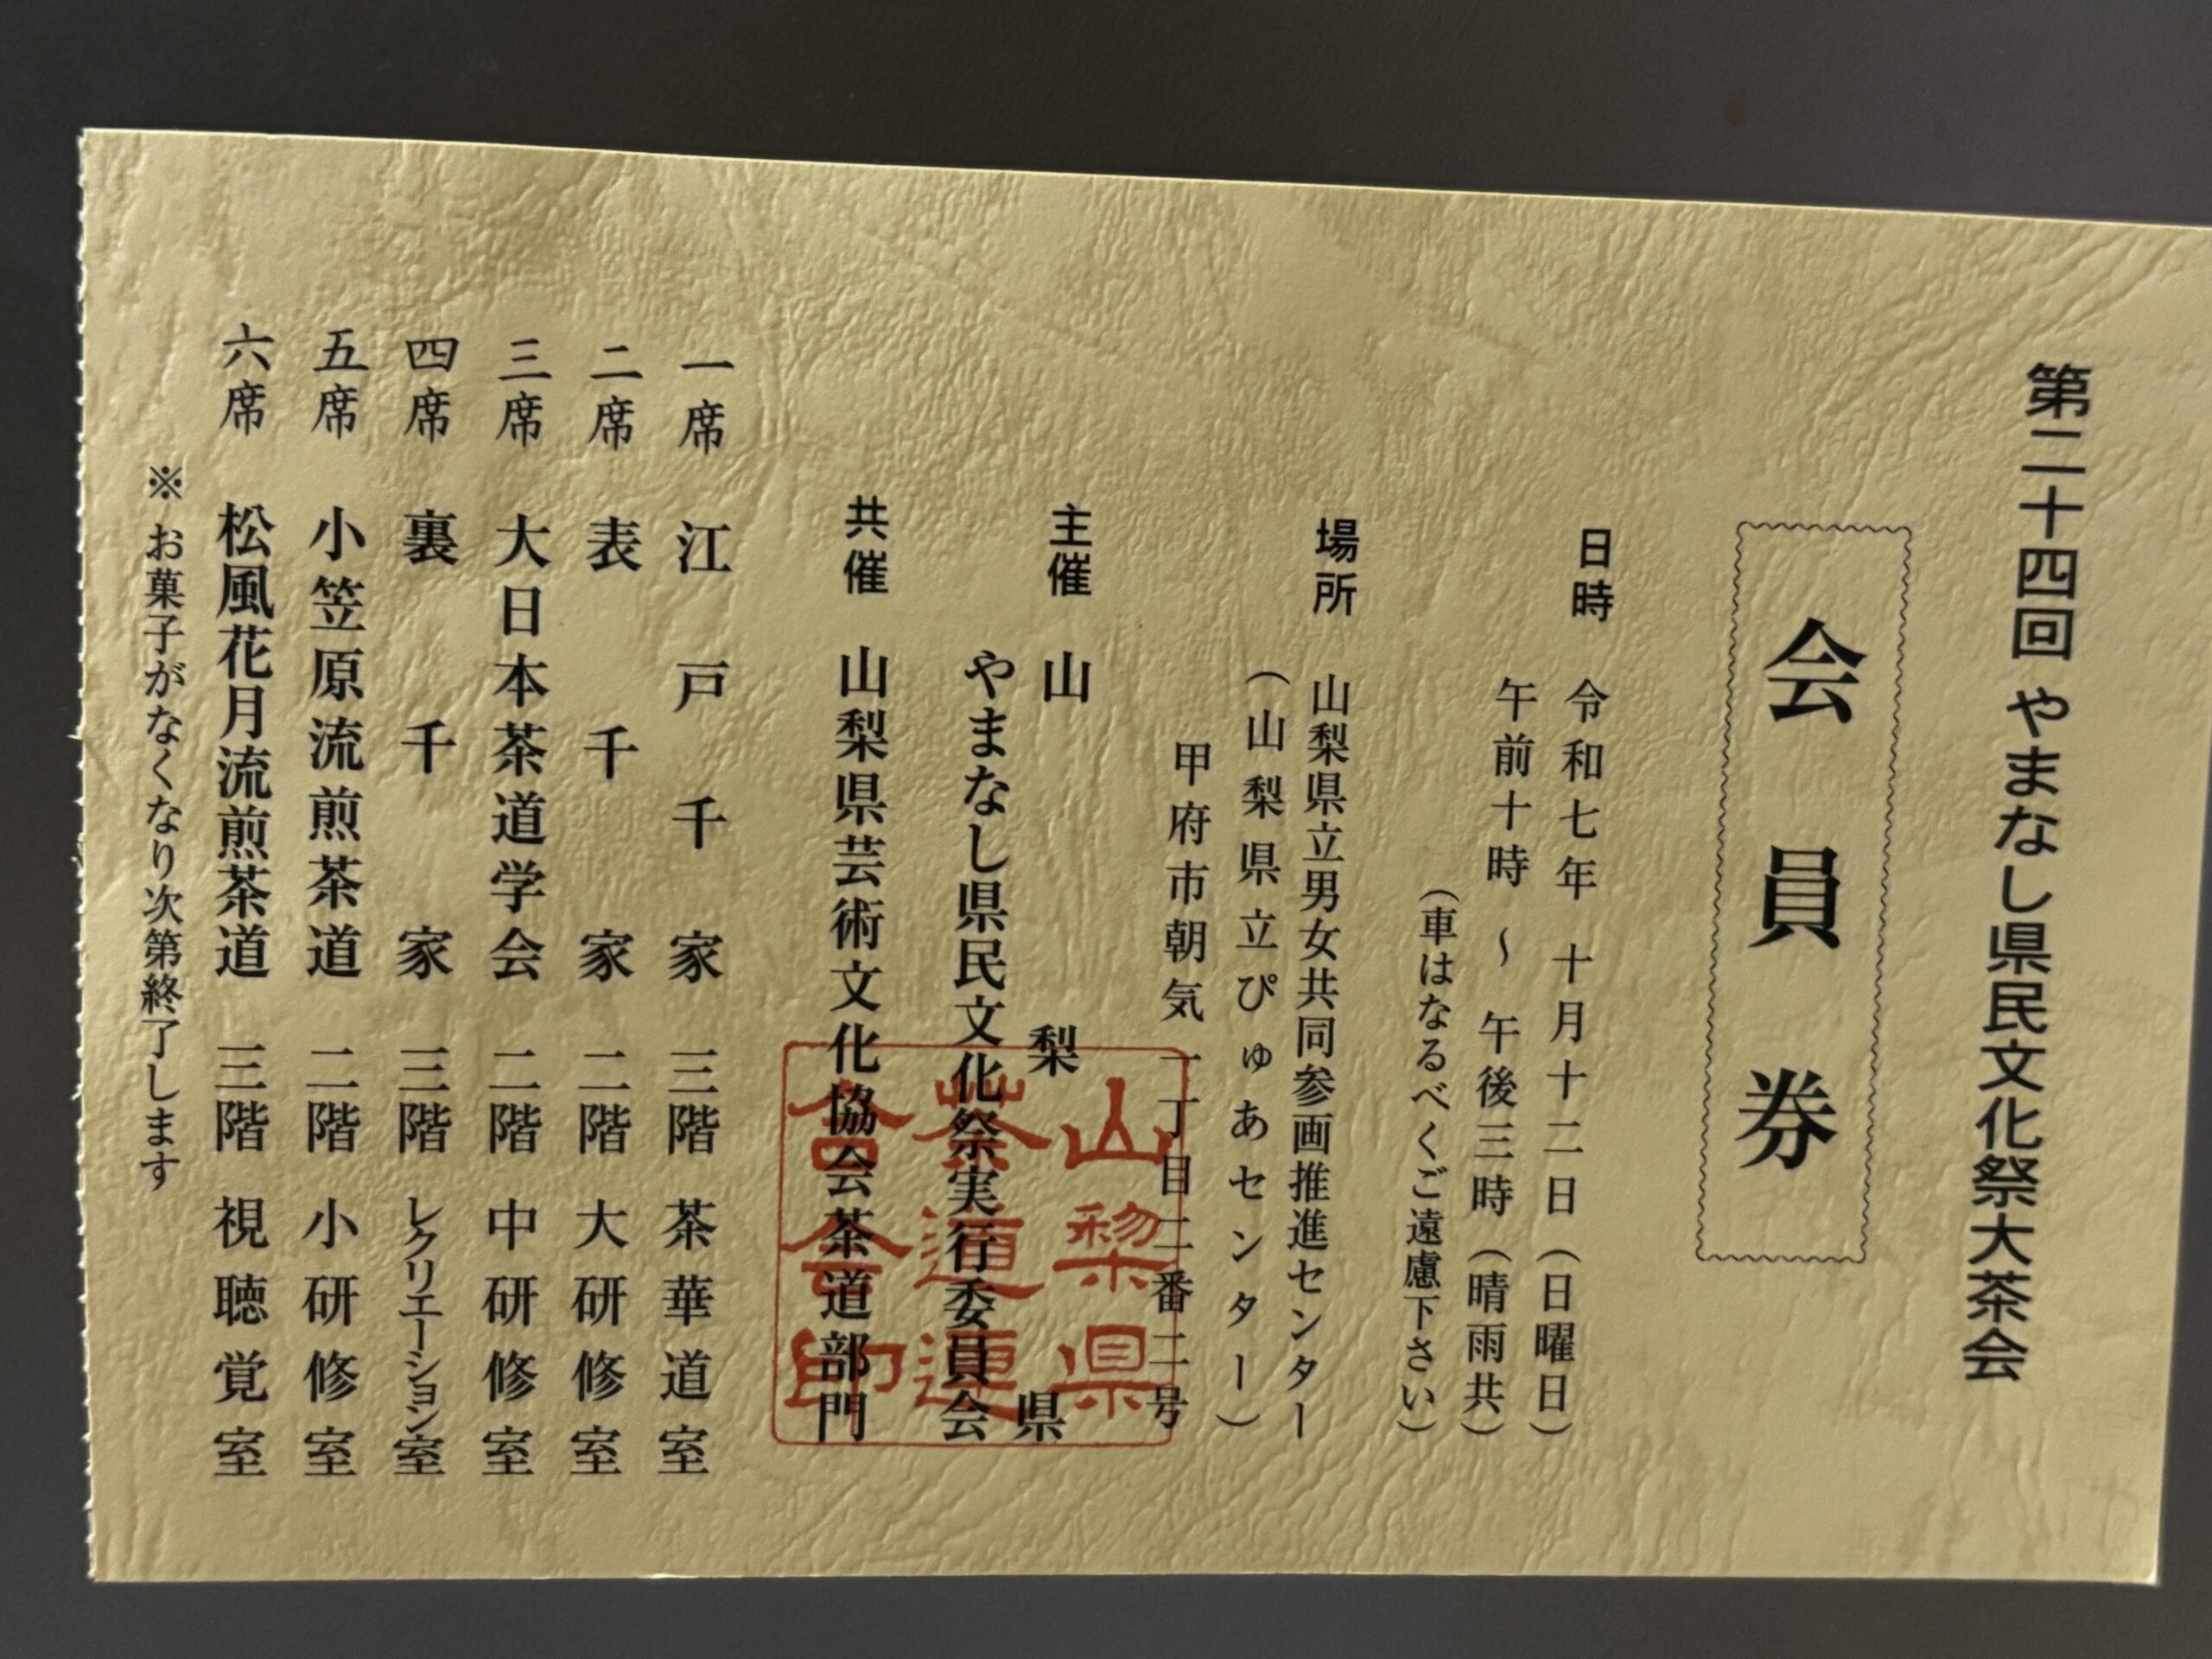 第二十四回 やまなし県民文化祭大茶会
会員券
日時 令和七年 十月十二日（日曜日）
午前十時 ～ 午後三時（晴雨共）
（車はなるべくご遠慮下さい）
場所 山梨県立男女共同参画推進センター
（山梨県立ぴゅあセンター）
甲府市朝気一丁目二番二号
主催 山梨県
やまなし県民文化祭実行委員会
共催 山梨県芸術文化協会茶道部門
山梨県
茶道連
一席 江戸千家 三階 茶華道室
二席 表千家 二階 大研修室
三席 大日本茶道学会 二階 中研修室
四席 裏千家 三階 レクリエーション室
五席 小笠原流煎茶道 二階 小研修室
六席 松風花月流煎茶道 三階 視聴覚室
※ お菓子がなくなり次第終了します